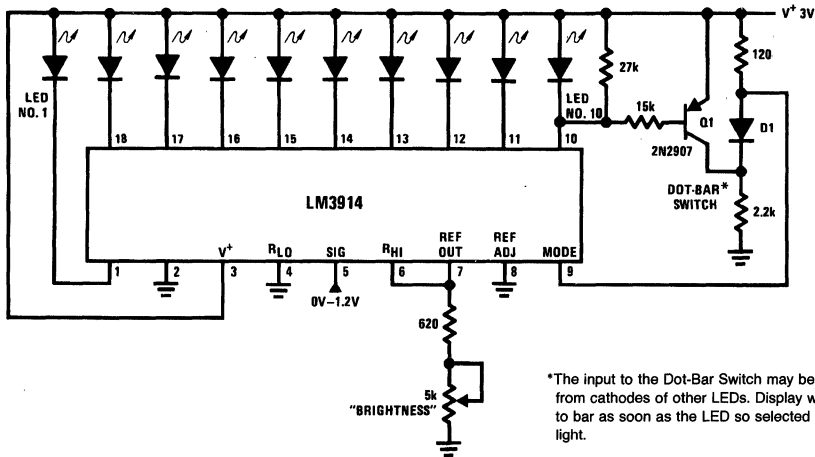 V+ 3V
LED
NO. 1
LED
NO. 10
27k
15k
120
Q1
D1
2N2907
DOT-BAR*
SWITCH
2.2k
18 17 16 15 14 13 12 11 10
LM3914
V+ RLO SIG RHI REF OUT REF ADJ MODE
1 2 3 4 5 6 7 8 9
0V–1.2V
620
5k
"BRIGHTNESS"
*The input to the Dot-Bar Switch may be
from cathodes of other LEDs. Display w
to bar as soon as the LED so selected
light.